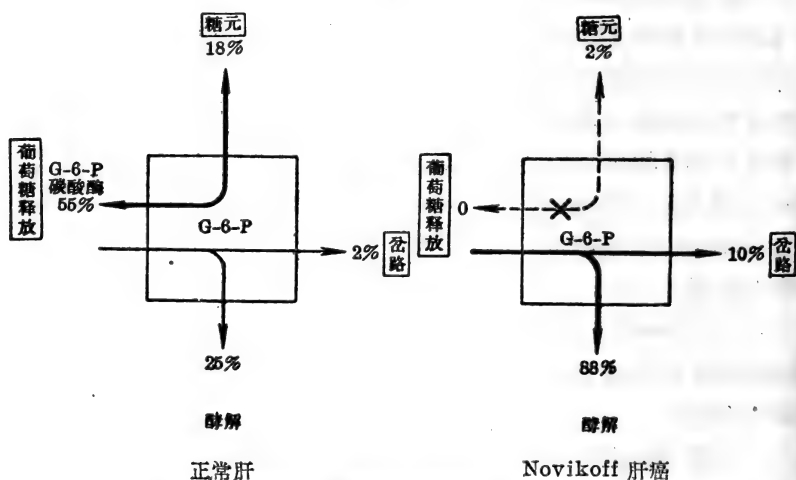 糖元
18%
葡萄糖释放
G-6-P
碳酸酶
55%
G-6-P
2%
岔路
25%
酵解
正常肝
糖元
2%
葡萄糖释放
0
G-6-P
10%
岔路
88%
酵解
Novikoff 肝癌